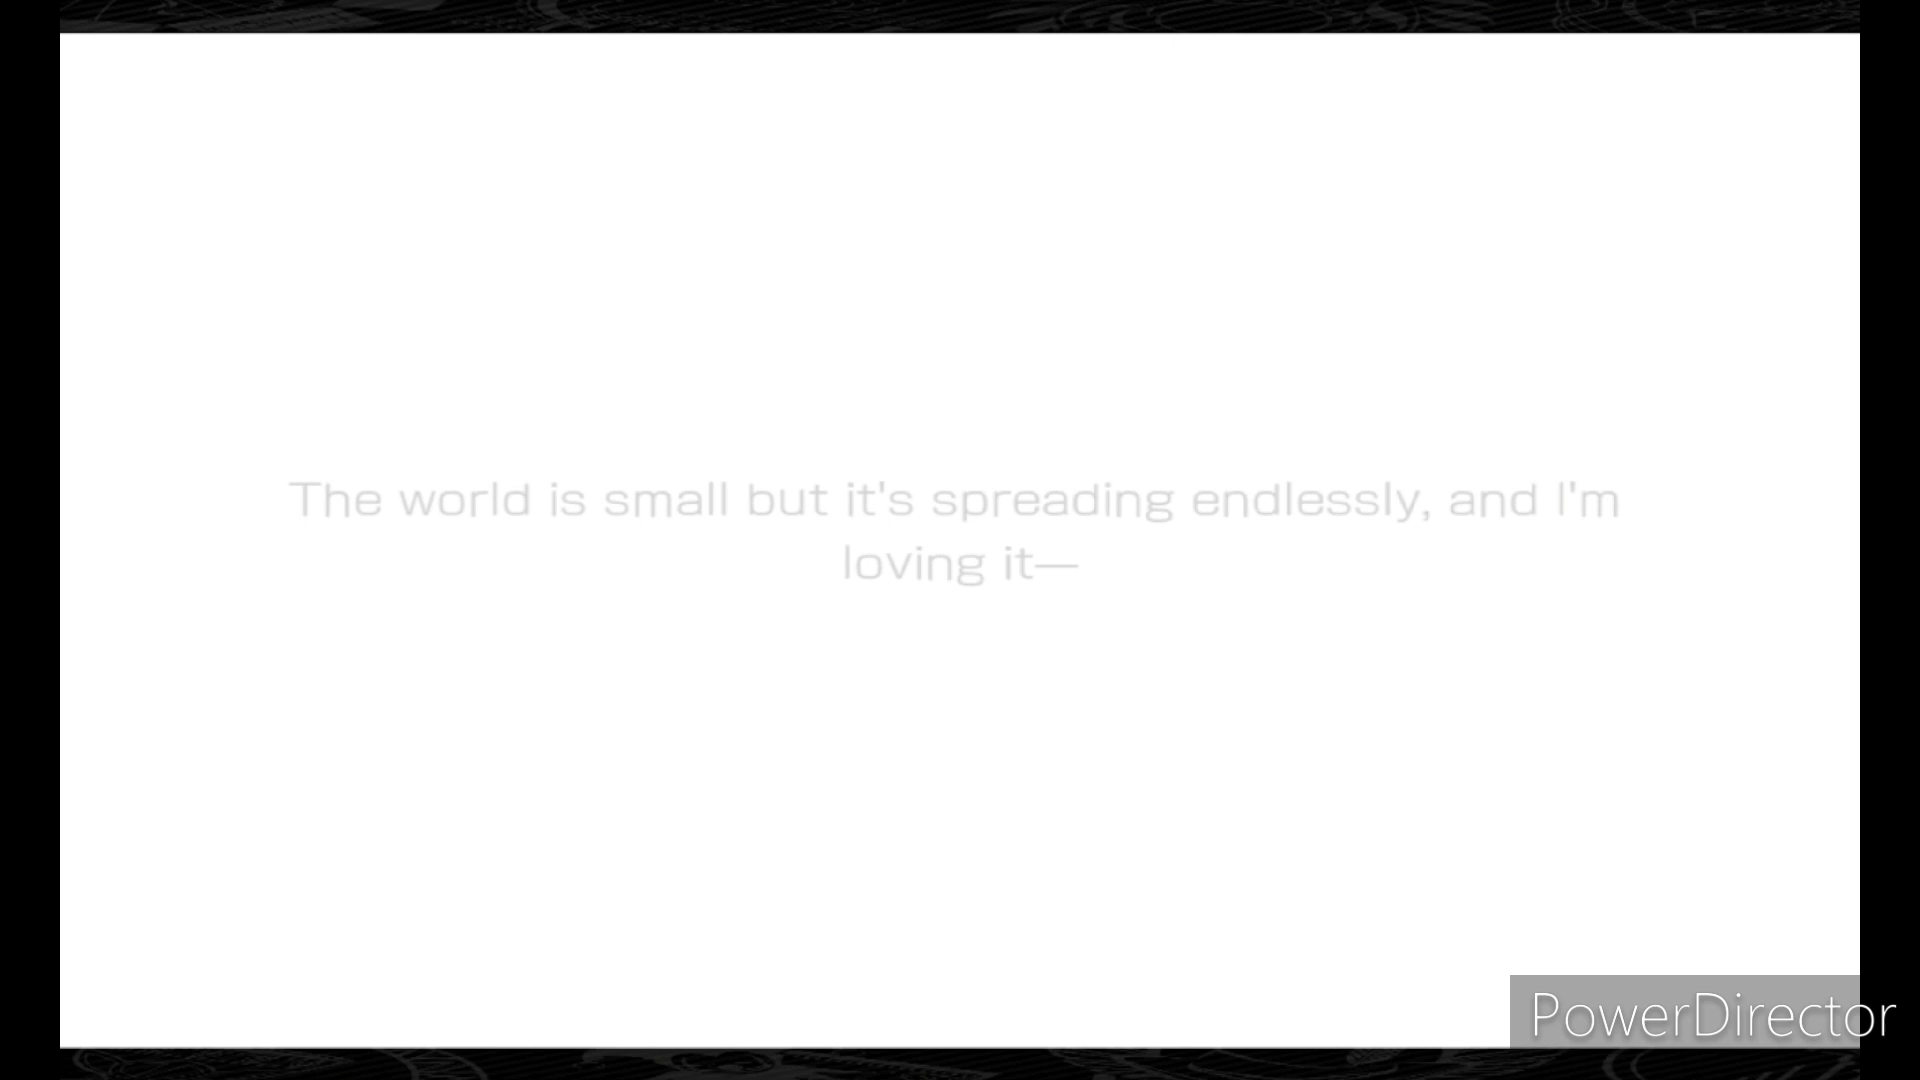 The world is small but it's spreading endlessly, and I'm
loving it—
PowerDirector